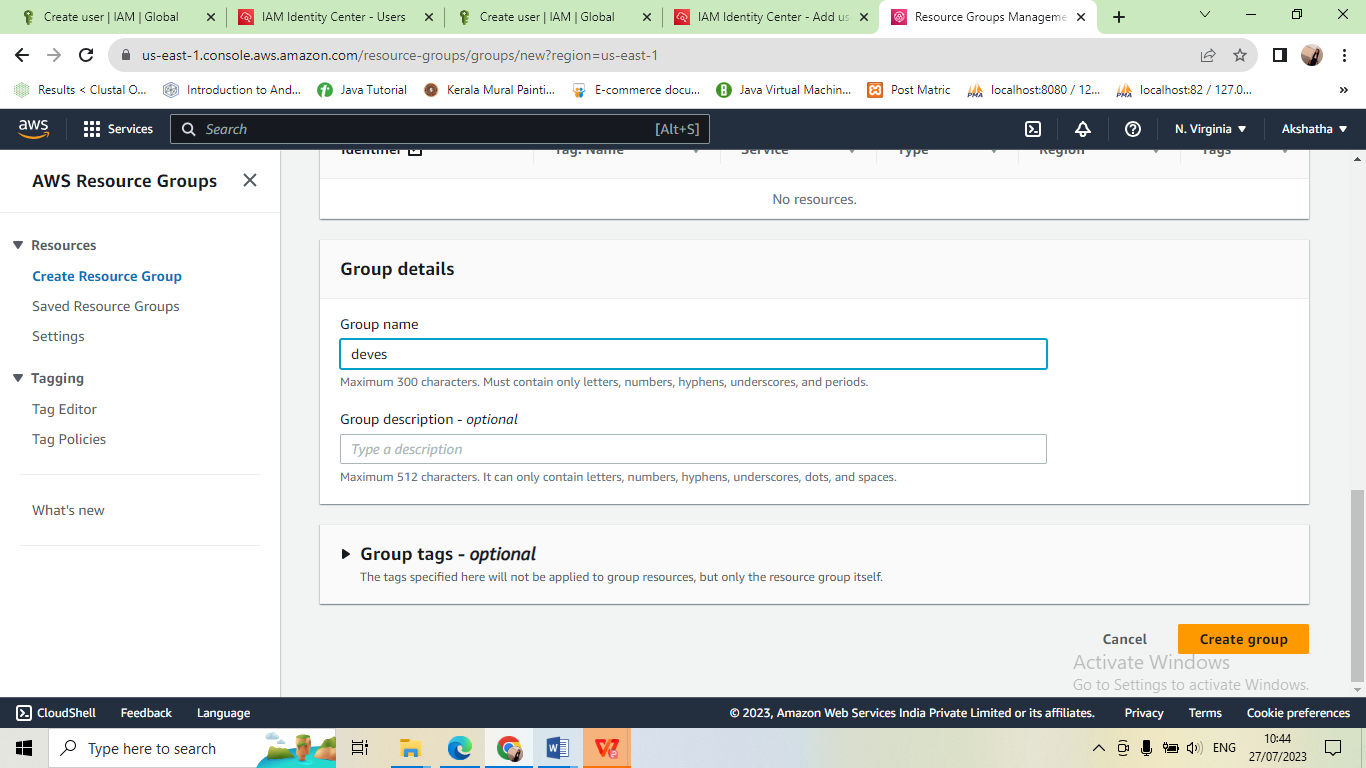 Create user | IAM | Global
IAM Identity Center - Users
Create user | IAM | Global
IAM Identity Center - Add us
Resource Groups Manageme
us-east-1.console.aws.amazon.com/resource-groups/groups/new?region=us-east-1
Results < Clustal O...
Introduction to And...
Java Tutorial
Kerala Mural Painti...
E-commerce docu...
Java Virtual Machin...
Post Matric
localhost:8080 / 12...
localhost:82 / 127.0...
»
aws
Services
Search
[Alt+S]
N. Virginia
Akshatha
AWS Resource Groups
Identifier
Tag: Name
Service
Type
Region
Tags
No resources.
Resources
Create Resource Group
Saved Resource Groups
Settings
Tagging
Tag Editor
Tag Policies
What's new
Group details
Group name
deves
Maximum 300 characters. Must contain only letters, numbers, hyphens, underscores, and periods.
Group description - optional
Type a description
Maximum 512 characters. It can only contain letters, numbers, hyphens, underscores, dots, and spaces.
Group tags - optional
The tags specified here will not be applied to group resources, but only the resource group itself.
Cancel
Create group
Activate Windows
Go to Settings to activate Windows.
CloudShell
Feedback
Language
© 2023, Amazon Web Services India Private Limited or its affiliates.
Privacy
Terms
Cookie preferences
Type here to search
ENG
10:44
27/07/2023